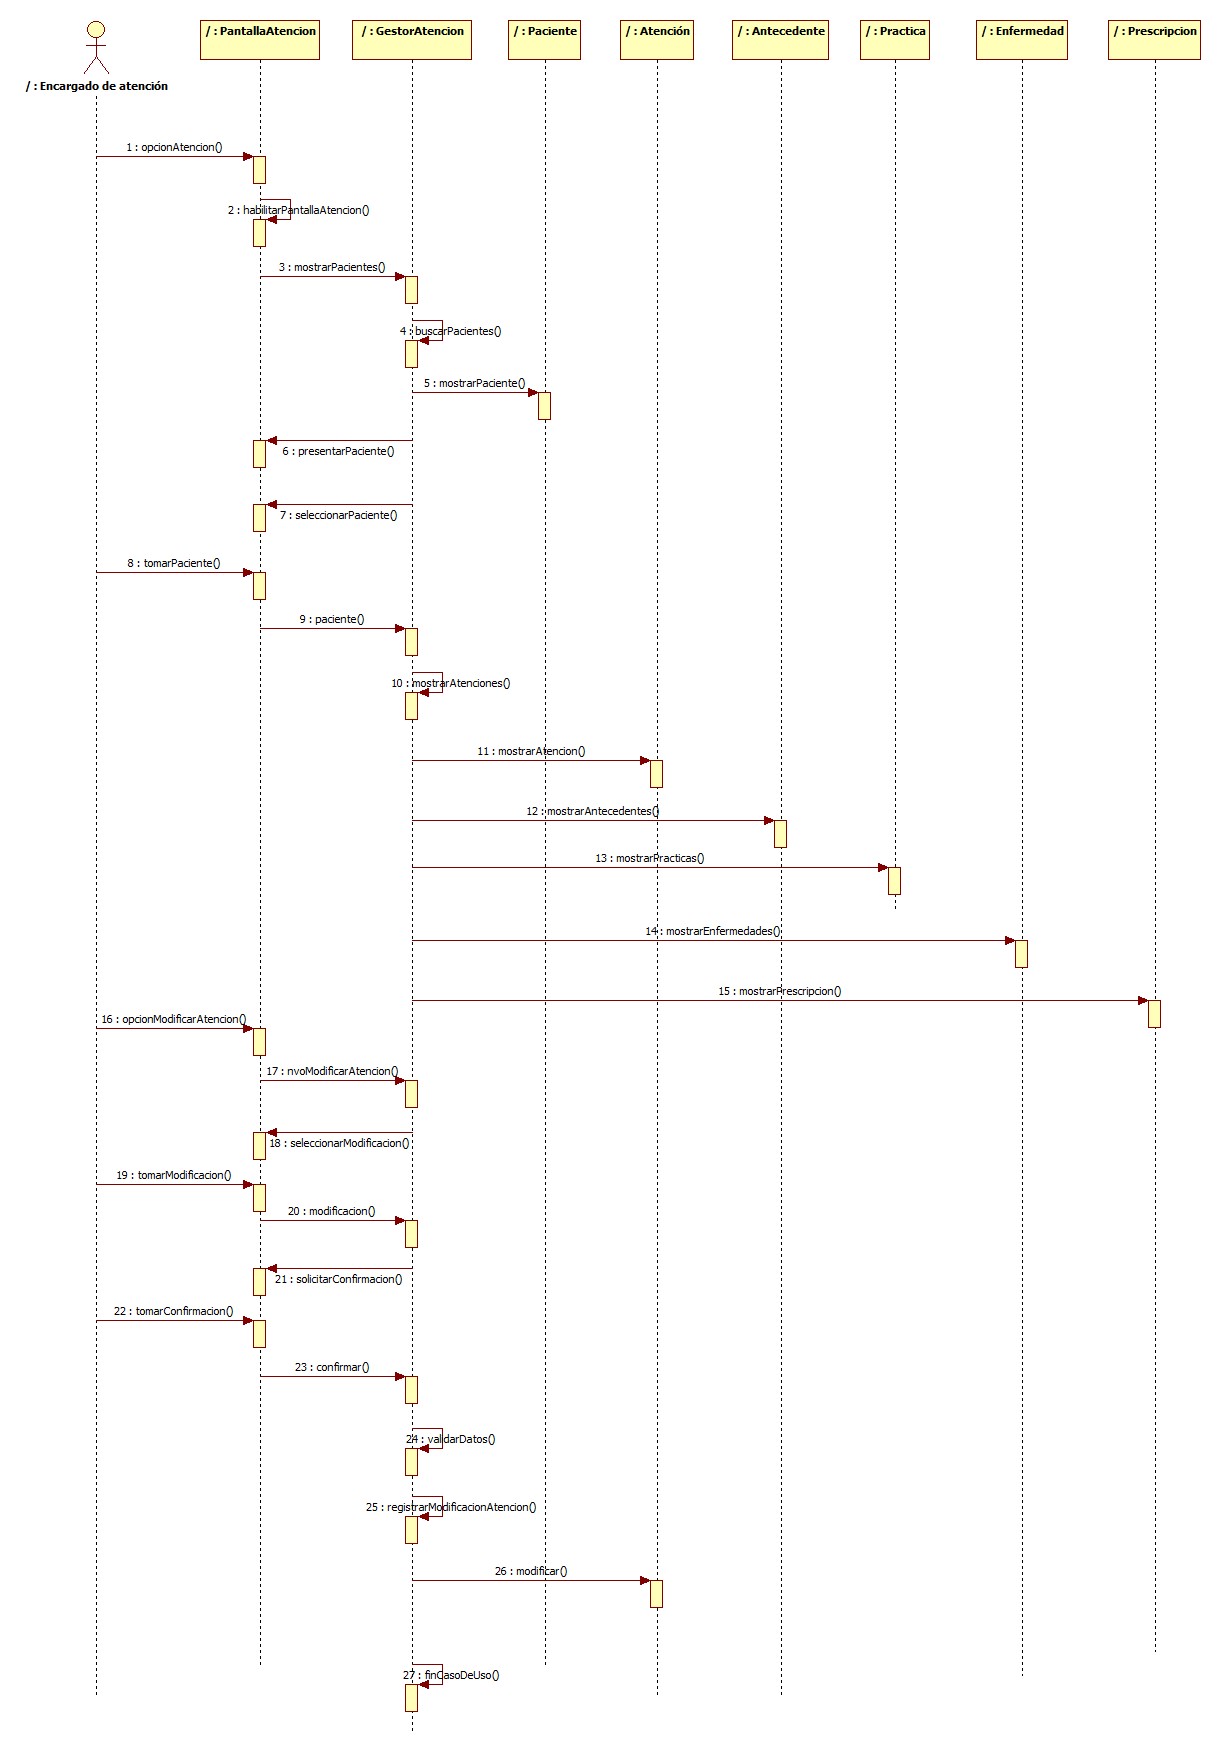 / : PantallaAtencion
/ : GestorAtencion
/ : Paciente
/ : Atención
/ : Antecedente
/ : Practica
/ : Enfermedad
/ : Prescripcion
/ : Encargado de atención
1 : opcionAtencion()
2 : habilitarPantallaAtencion()
3 : mostrarPacientes()
4 : buscarPacientes()
5 : mostrarPaciente()
6 : presentarPaciente()
7 : seleccionarPaciente()
8 : tomarPaciente()
9 : paciente()
10 : mostrarAtenciones()
11 : mostrarAtencion()
12 : mostrarAntecedentes()
13 : mostrarPracticas()
14 : mostrarEnfermedades()
15 : mostrarPrescripcion()
16 : opcionModificarAtencion()
17 : nvoModificarAtencion()
18 : seleccionarModificacion()
19 : tomarModificacion()
20 : modificacion()
21 : solicitarConfirmacion()
22 : tomarConfirmacion()
23 : confirmar()
24 : validarDatos()
25 : registrarModificacionAtencion()
26 : modificar()
27 : finCasoDeUso()